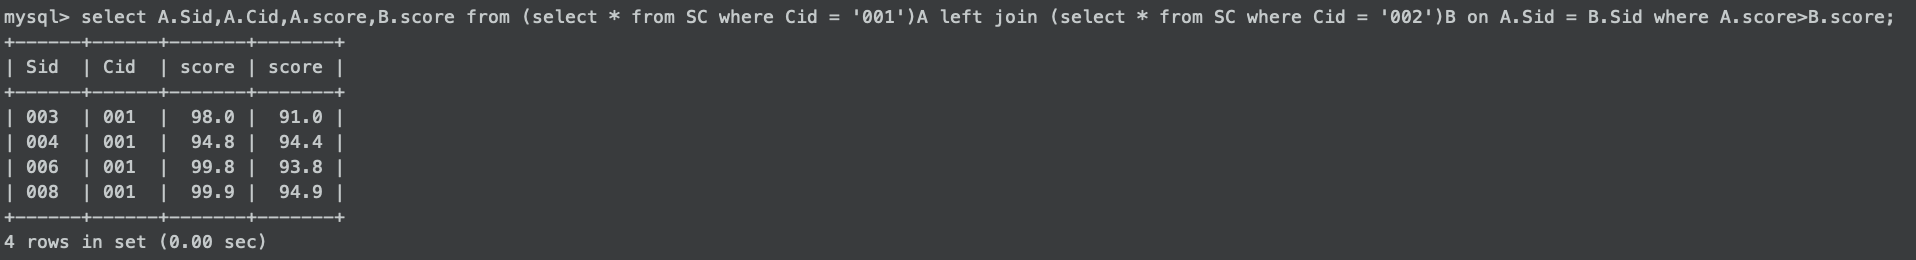 mysql> select A.Sid,A.Cid,A.score,B.score from (select * from SC where Cid = '001')A left join (select * from SC where Cid = '002')B on A.Sid = B.Sid where A.score>B.score;
+------+------+-------+-------+
| Sid  | Cid  | score | score |
+------+------+-------+-------+
| 003  | 001  |  98.0 |  91.0 |
| 004  | 001  |  94.8 |  94.4 |
| 006  | 001  |  99.8 |  93.8 |
| 008  | 001  |  99.9 |  94.9 |
+------+------+-------+-------+
4 rows in set (0.00 sec)